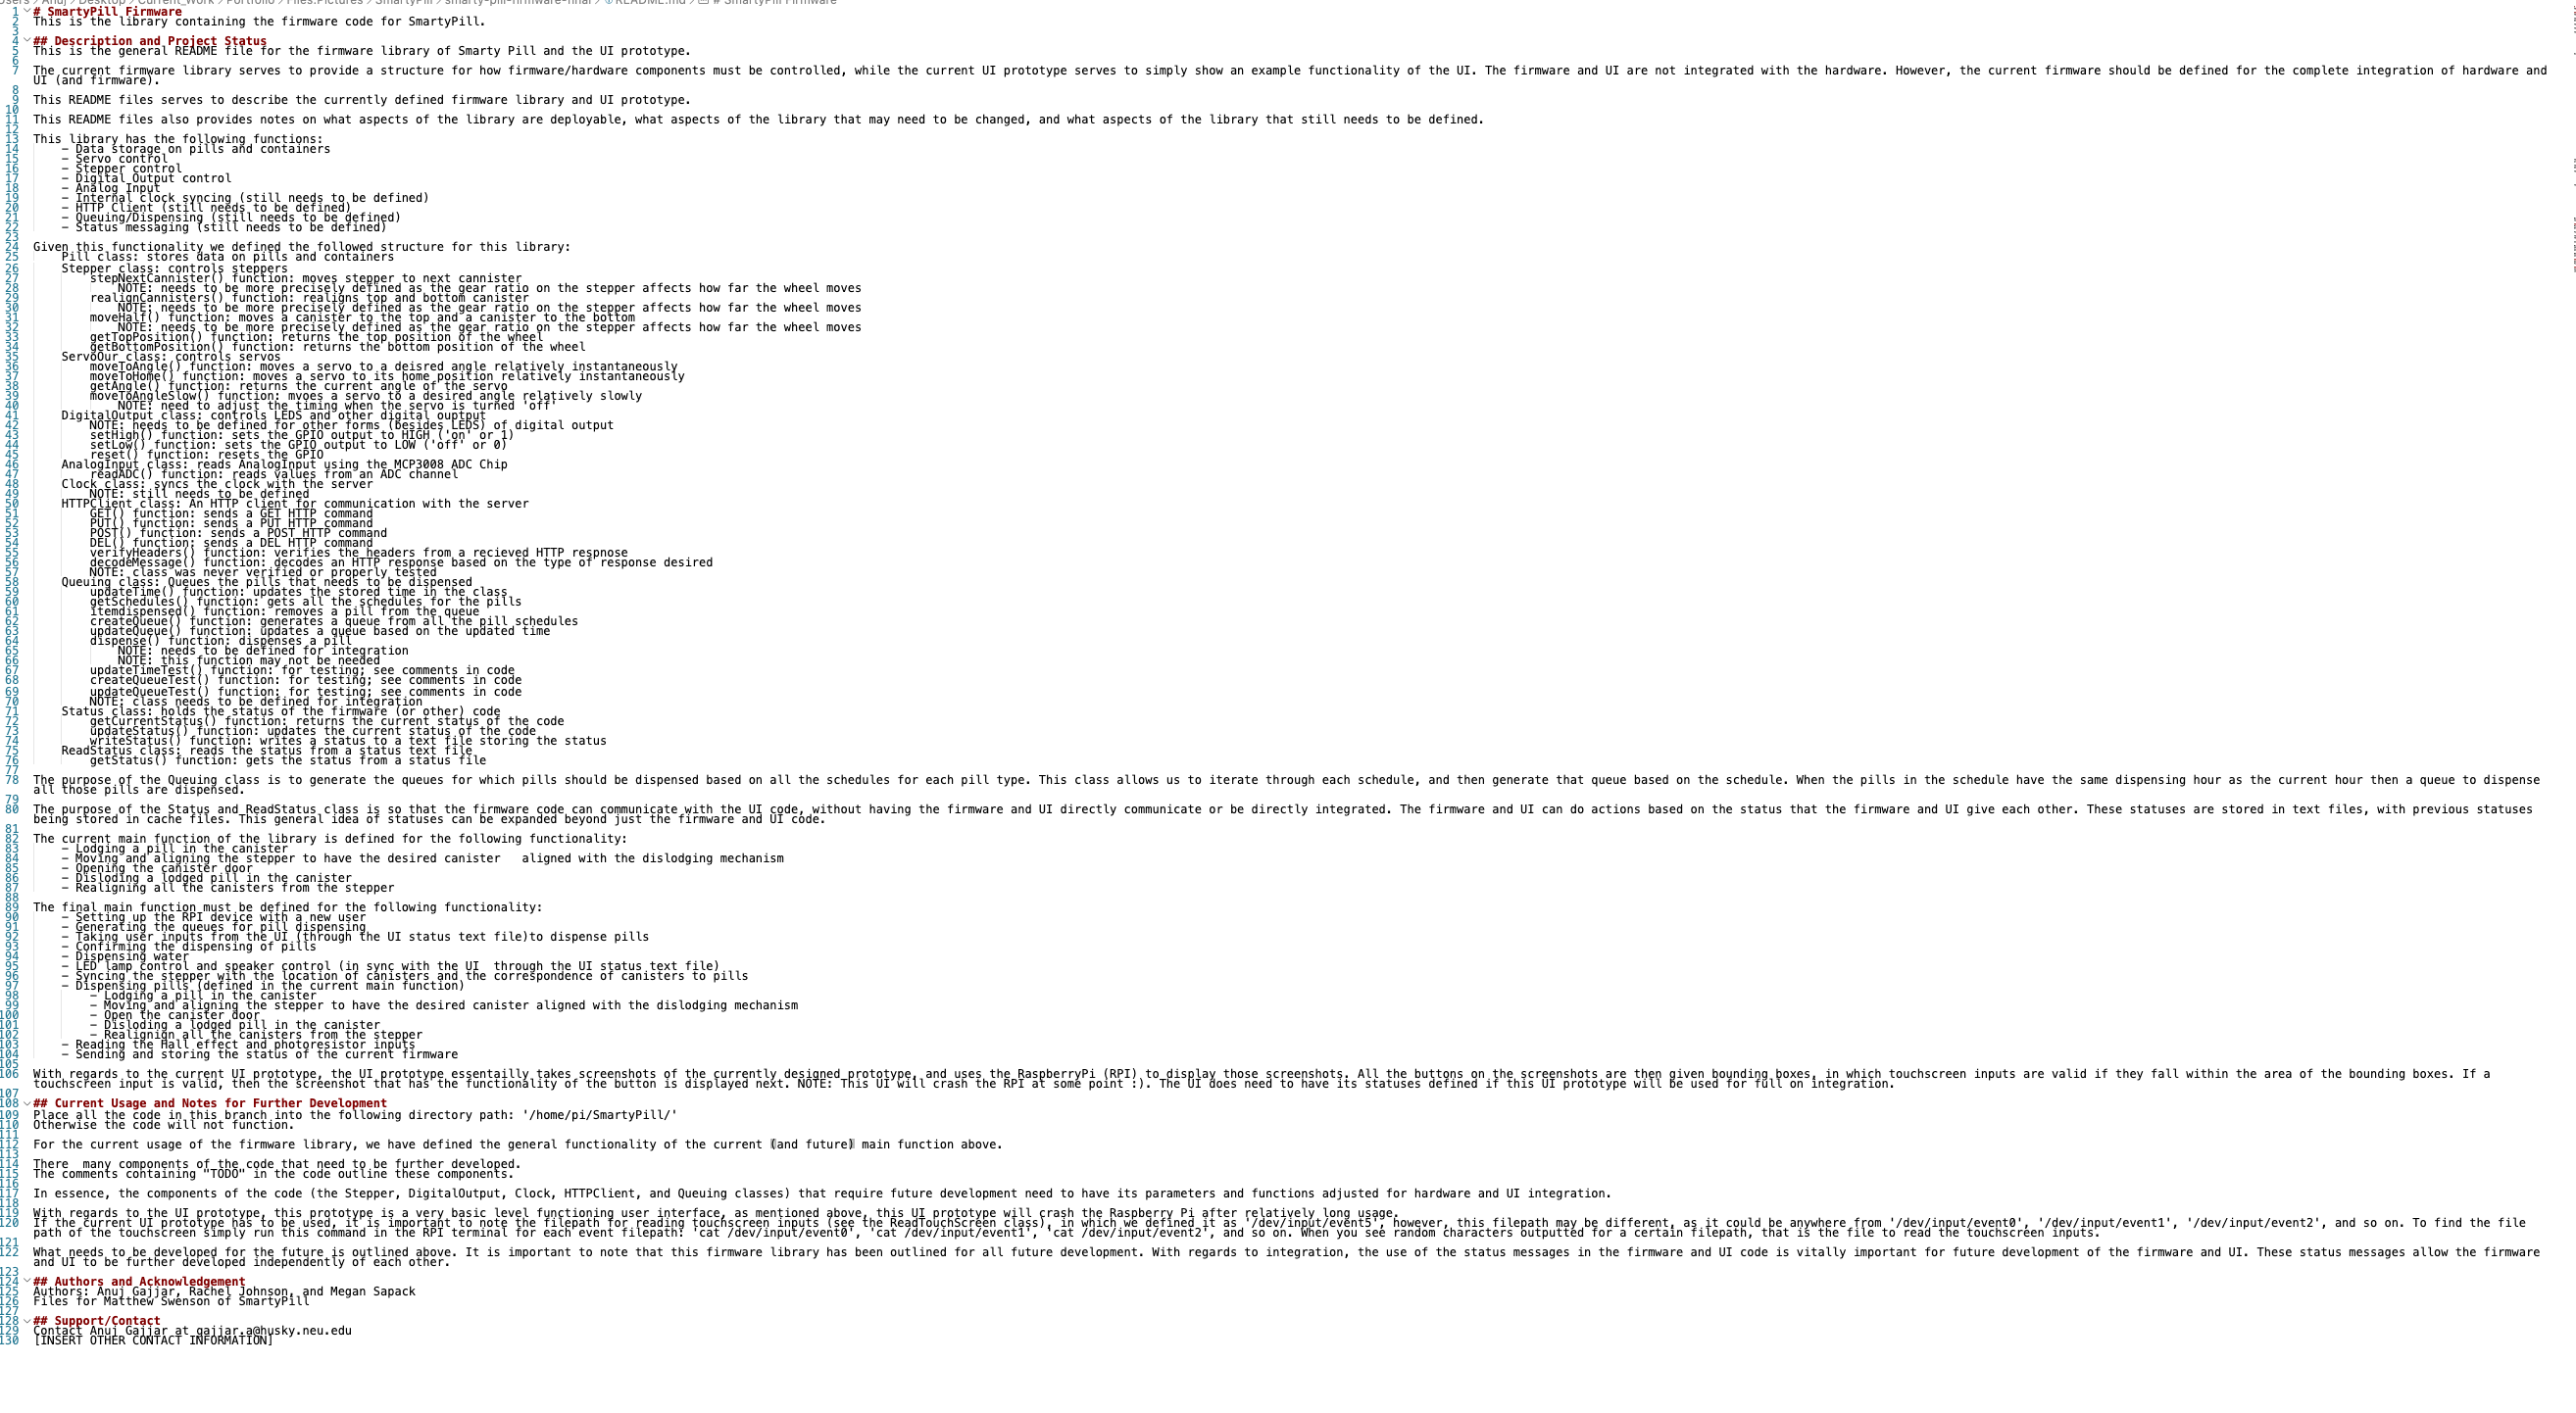 Users > Anuj > Desktop > Current_Work > Portfolio > Files.Pictures > SmartyPill > smarty-pill-firmware-final > README.md > # SmartyPill Firmware
1 # SmartyPill Firmware
2 This is the library containing the firmware code for SmartyPill.
3
4 ## Description and Project Status
5 This is the general README file for the firmware library of Smarty Pill and the UI prototype.
6
7 The current firmware library serves to provide a structure for how firmware/hardware components must be controlled, while the current UI prototype serves to simply show an example functionality of the UI. The firmware and UI are not integrated with the hardware. However, the current firmware should be defined for the complete integration of hardware and
UI (and firmware).
8
9 This README files serves to describe the currently defined firmware library and UI prototype.
10
11 This README files also provides notes on what aspects of the library are deployable, what aspects of the library that may need to be changed, and what aspects of the library that still needs to be defined.
12
13 This library has the following functions:
14 - Data storage on pills and containers
15 - Servo control
16 - Stepper control
17 - Digital Output control
18 - Analog Input
19 - Internal clock syncing (still needs to be defined)
20 - HTTP Client (still needs to be defined)
21 - Queuing/Dispensing (still needs to be defined)
22 - Status messaging (still needs to be defined)
23
24 Given this functionality we defined the followed structure for this library:
25 Pill class: stores data on pills and containers
26 Stepper class: controls steppers
27 stepNextCannister() function: moves stepper to next cannister
28 NOTE: needs to be more precisely defined as the gear ratio on the stepper affects how far the wheel moves
29 realignCannisters() function: realigns top and bottom canister
30 NOTE: needs to be more precisely defined as the gear ratio on the stepper affects how far the wheel moves
31 moveHalf() function: moves a canister to the top and a canister to the bottom
32 NOTE: needs to be more precisely defined as the gear ratio on the stepper affects how far the wheel moves
33 getTopPosition() function: returns the top position of the wheel
34 getBottomPosition() function: returns the bottom position of the wheel
35 ServoOur class: controls servos
36 moveToAngle() function: moves a servo to a deisred angle relatively instantaneously
37 moveToHome() function: moves a servo to its home position relatively instantaneously
38 getAngle() function: returns the current angle of the servo
39 moveToAngleSlow() function: mvoes a servo to a desired angle relatively slowly
40 NOTE: need to adjust the timing when the servo is turned 'off'
41 DigitalOutput class: controls LEDS and other digital ouptput
42 NOTE: needs to be defined for other forms (besides LEDS) of digital output
43 setHigh() function: sets the GPIO output to HIGH ('on' or 1)
44 setLow() function: sets the GPIO output to LOW ('off' or 0)
45 reset() function: resets the GPIO
46 AnalogInput class: reads AnalogInput using the MCP3008 ADC Chip
47 readADC() function: reads values from an ADC channel
48 Clock class: syncs the clock with the server
49 NOTE: still needs to be defined
50 HTTPClient class: An HTTP client for communication with the server
51 GET() function: sends a GET HTTP command
52 PUT() function: sends a PUT HTTP command
53 POST() function: sends a POST HTTP command
54 DEL() function: sends a DEL HTTP command
55 verifyHeaders() function: verifies the headers from a recieved HTTP respnose
56 decodeMessage() function: decodes an HTTP response based on the type of response desired
57 NOTE: class was never verified or properly tested
58 Queuing class: Queues the pills that needs to be dispensed
59 updateTime() function: updates the stored time in the class
60 getSchedules() function: gets all the schedules for the pills
61 itemdispensed() function: removes a pill from the queue
62 createQueue() function: generates a queue from all the pill schedules
63 updateQueue() function: updates a queue based on the updated time
64 dispense() function: dispenses a pill
65 NOTE: needs to be defined for integration
66 NOTE: this function may not be needed
67 updateTimeTest() function: for testing; see comments in code
68 createQueueTest() function: for testing; see comments in code
69 updateQueueTest() function: for testing; see comments in code
70 NOTE: class needs to be defined for integration
71 Status class: holds the status of the firmware (or other) code
72 getCurrentStatus() function: returns the current status of the code
73 updateStatus() function: updates the current status of the code
74 writeStatus() function: writes a status to a text file storing the status
75 ReadStatus class: reads the status from a status text file
76 getStatus() function: gets the status from a status file
77
78 The purpose of the Queuing class is to generate the queues for which pills should be dispensed based on all the schedules for each pill type. This class allows us to iterate through each schedule, and then generate that queue based on the schedule. When the pills in the schedule have the same dispensing hour as the current hour then a queue to dispense
all those pills are dispensed.
79
80 The purpose of the Status and ReadStatus class is so that the firmware code can communicate with the UI code, without having the firmware and UI directly communicate or be directly integrated. The firmware and UI can do actions based on the status that the firmware and UI give each other. These statuses are stored in text files, with previous statuses
being stored in cache files. This general idea of statuses can be expanded beyond just the firmware and UI code.
81
82 The current main function of the library is defined for the following functionality:
83 - Lodging a pill in the canister
84 - Moving and aligning the stepper to have the desired canister   aligned with the dislodging mechanism
85 - Opening the canister door
86 - Disloding a lodged pill in the canister
87 - Realigning all the canisters from the stepper
88
89 The final main function must be defined for the following functionality:
90 - Setting up the RPI device with a new user
91 - Generating the queues for pill dispensing
92 - Taking user inputs from the UI (through the UI status text file)to dispense pills
93 - Confirming the dispensing of pills
94 - Dispensing water
95 - LED lamp control and speaker control (in sync with the UI  through the UI status text file)
96 - Syncing the stepper with the location of canisters and the correspondence of canisters to pills
97 - Dispensing pills (defined in the current main function)
98 - Lodging a pill in the canister
99 - Moving and aligning the stepper to have the desired canister aligned with the dislodging mechanism
100 - Open the canister door
101 - Disloding a lodged pill in the canister
102 - Realignign all the canisters from the stepper
103 - Reading the Hall effect and photoresistor inputs
104 - Sending and storing the status of the current firmware
105
106 With regards to the current UI prototype, the UI prototype essentailly takes screenshots of the currently designed prototype, and uses the RaspberryPi (RPI) to display those screenshots. All the buttons on the screenshots are then given bounding boxes, in which touchscreen inputs are valid if they fall within the area of the bounding boxes. If a
touchscreen input is valid, then the screenshot that has the functionality of the button is displayed next. NOTE: This UI will crash the RPI at some point :). The UI does need to have its statuses defined if this UI prototype will be used for full on integration.
107
108 ## Current Usage and Notes for Further Development
109 Place all the code in this branch into the following directory path: '/home/pi/SmartyPill/'
110 Otherwise the code will not function.
111
112 For the current usage of the firmware library, we have defined the general functionality of the current (and future) main function above.
113
114 There  many components of the code that need to be further developed.
115 The comments containing "TODO" in the code outline these components.
116
117 In essence, the components of the code (the Stepper, DigitalOutput, Clock, HTTPClient, and Queuing classes) that require future development need to have its parameters and functions adjusted for hardware and UI integration.
118
119 With regards to the UI prototype, this prototype is a very basic level functioning user interface, as mentioned above, this UI prototype will crash the Raspberry Pi after relatively long usage.
120 If the current UI prototype has to be used, it is important to note the filepath for reading touchscreen inputs (see the ReadTouchScreen class), in which we defined it as '/dev/input/event5', however, this filepath may be different, as it could be anywhere from '/dev/input/event0', '/dev/input/event1', '/dev/input/event2', and so on. To find the file
path of the touchscreen simply run this command in the RPI terminal for each event filepath: 'cat /dev/input/event0', 'cat /dev/input/event1', 'cat /dev/input/event2', and so on. When you see random characters outputted for a certain filepath, that is the file to read the touchscreen inputs.
121
122 What needs to be developed for the future is outlined above. It is important to note that this firmware library has been outlined for all future development. With regards to integration, the use of the status messages in the firmware and UI code is vitally important for future development of the firmware and UI. These status messages allow the firmware
and UI to be further developed independently of each other.
123
124 ## Authors and Acknowledgement
125 Authors: Anuj Gajjar, Rachel Johnson, and Megan Sapack
126 Files for Matthew Swenson of SmartyPill
127
128 ## Support/Contact
129 Contact Anuj Gajjar at gajjar.a@husky.neu.edu
130 [INSERT OTHER CONTACT INFORMATION]